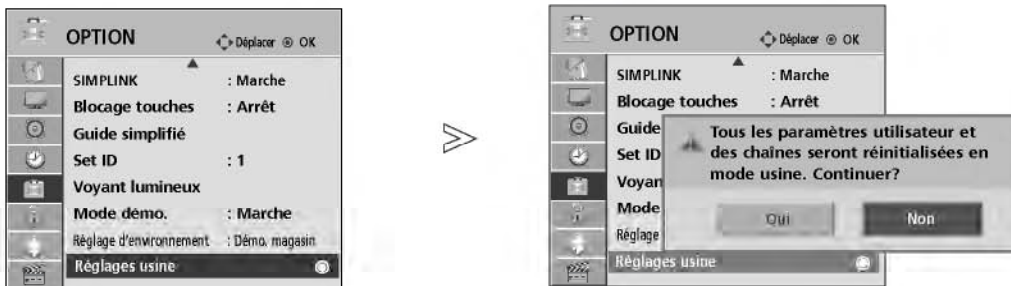 OPTION
Déplacer OK
SIMPLINK : Marche
Blocage touches : Arrêt
Guide simplifié
Set ID : 1
Voyant lumineux
Mode démo. : Marche
Réglage d'environnement : Démo. magasin
Réglages usine
OPTION
Déplacer OK
SIMPLINK : Marche
Blocage touches : Arrêt
Guide
Set ID
Voyan
Mode
Réglage
Réglages usine
Tous les paramètres utilisateur et
des chaînes seront réinitialisées en
mode usine. Continuer?
Oui Non